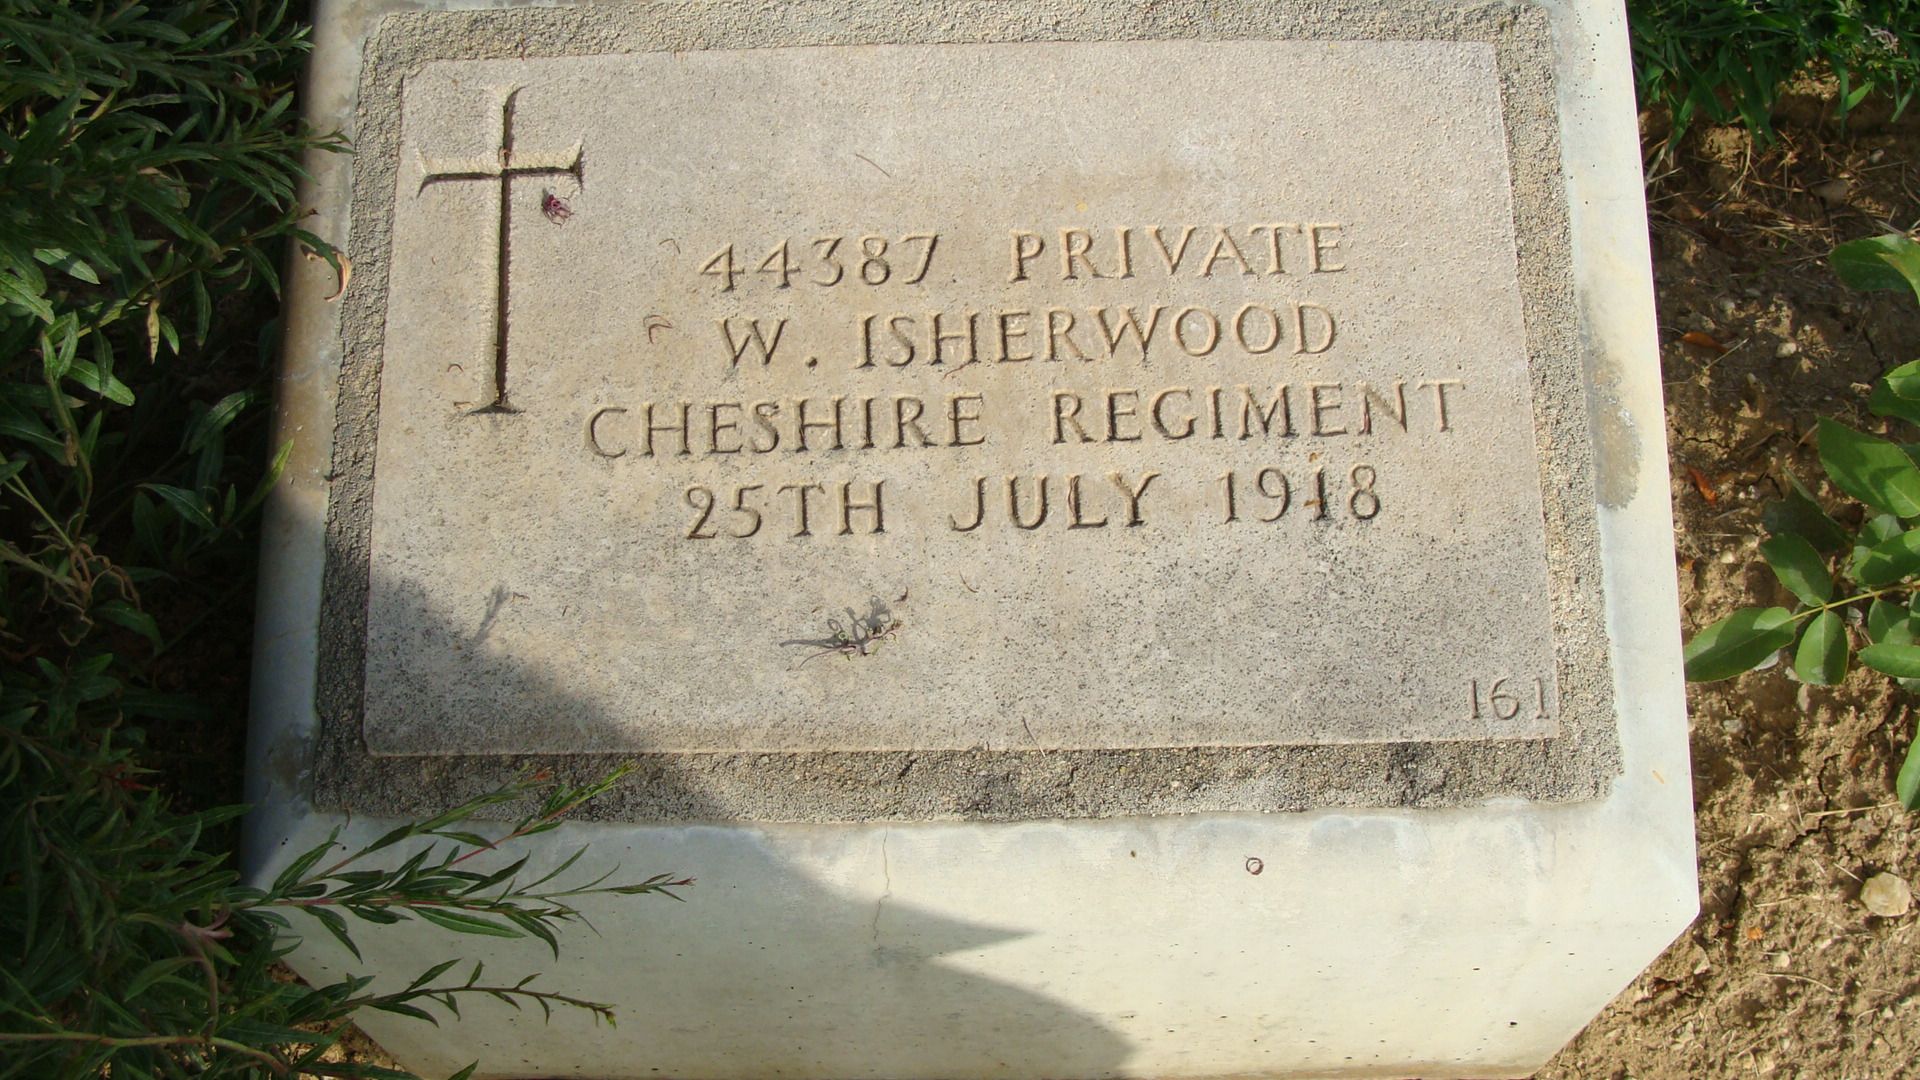 44387 PRIVATE
W. ISHERWOOD
CHESHIRE REGIMENT
25TH JULY 1918
161